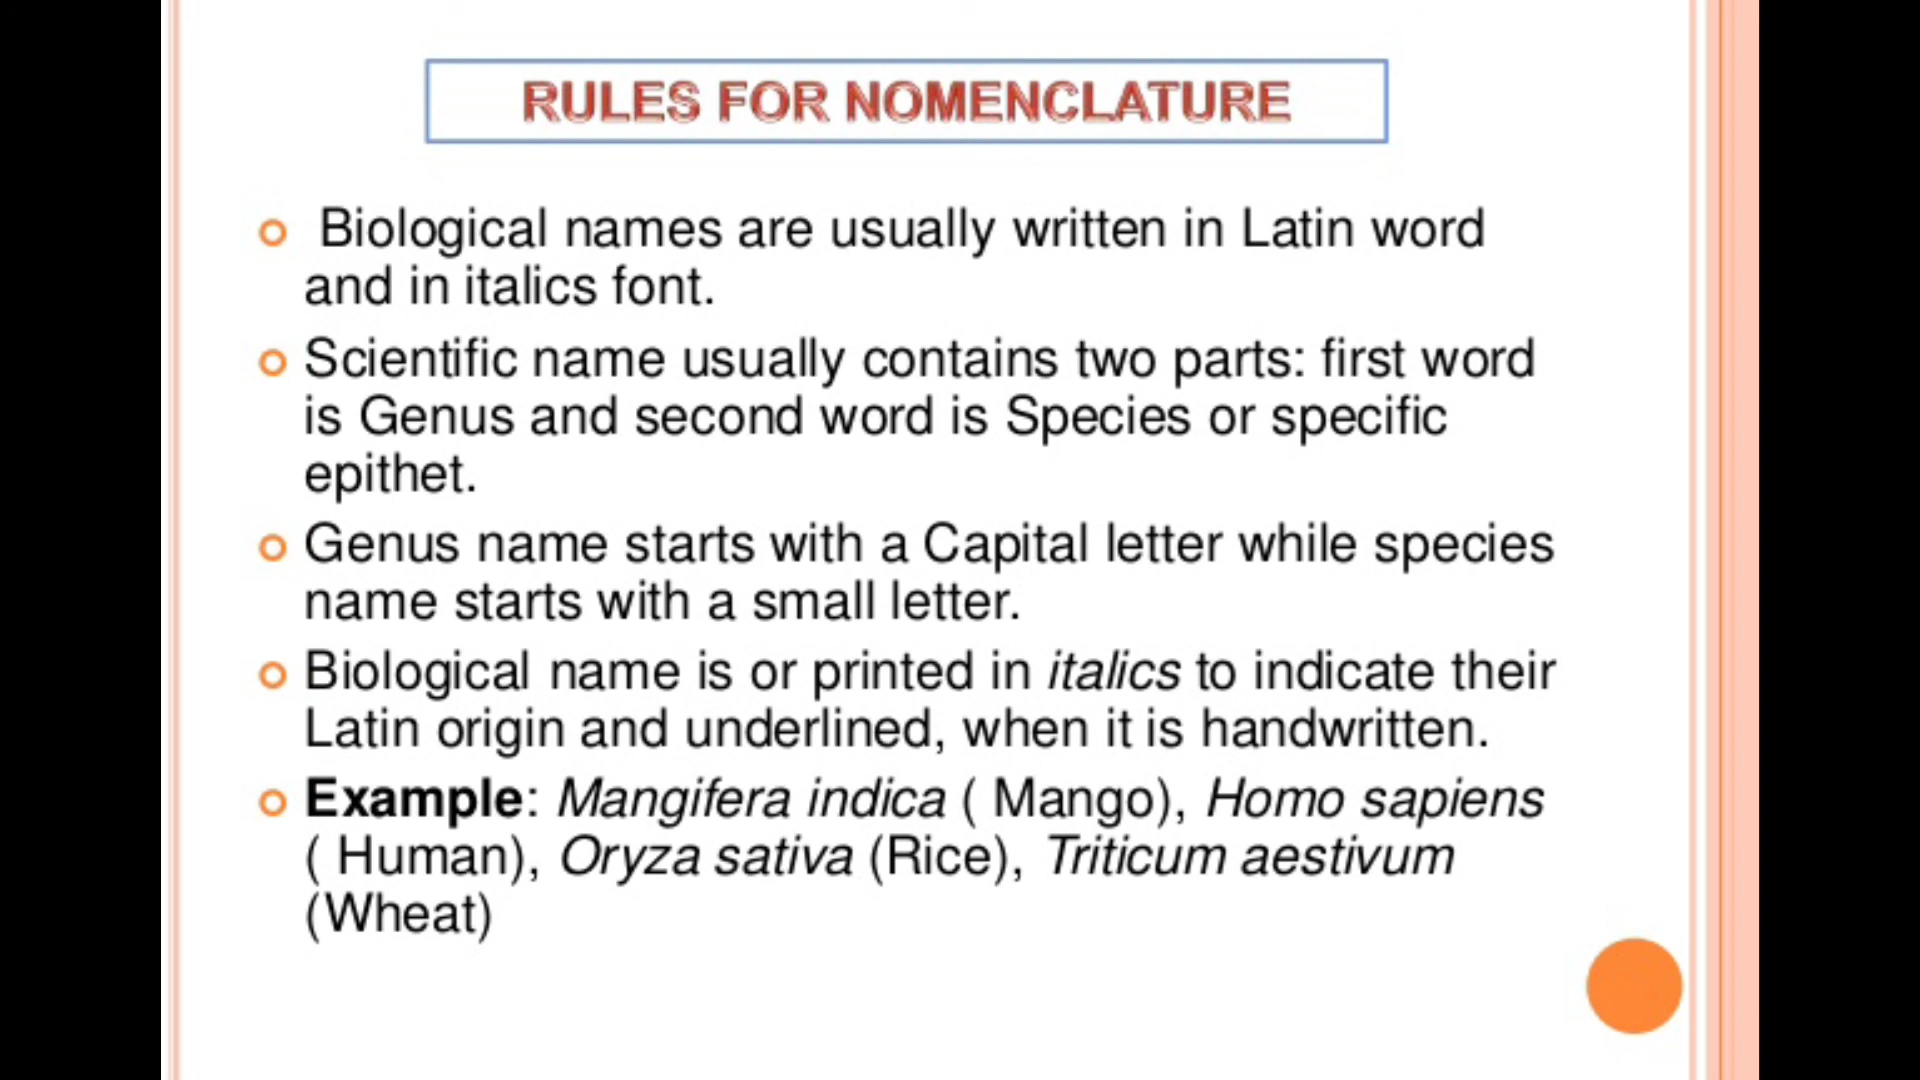 RULES FOR NOMENCLATURE
Biological names are usually written in Latin word
and in italics font.
Scientific name usually contains two parts: first word
is Genus and second word is Species or specific
epithet.
Genus name starts with a Capital letter while species
name starts with a small letter.
Biological name is or printed in italics to indicate their
Latin origin and underlined, when it is handwritten.
Example: Mangifera indica ( Mango), Homo sapiens
( Human), Oryza sativa (Rice), Triticum aestivum
(Wheat)